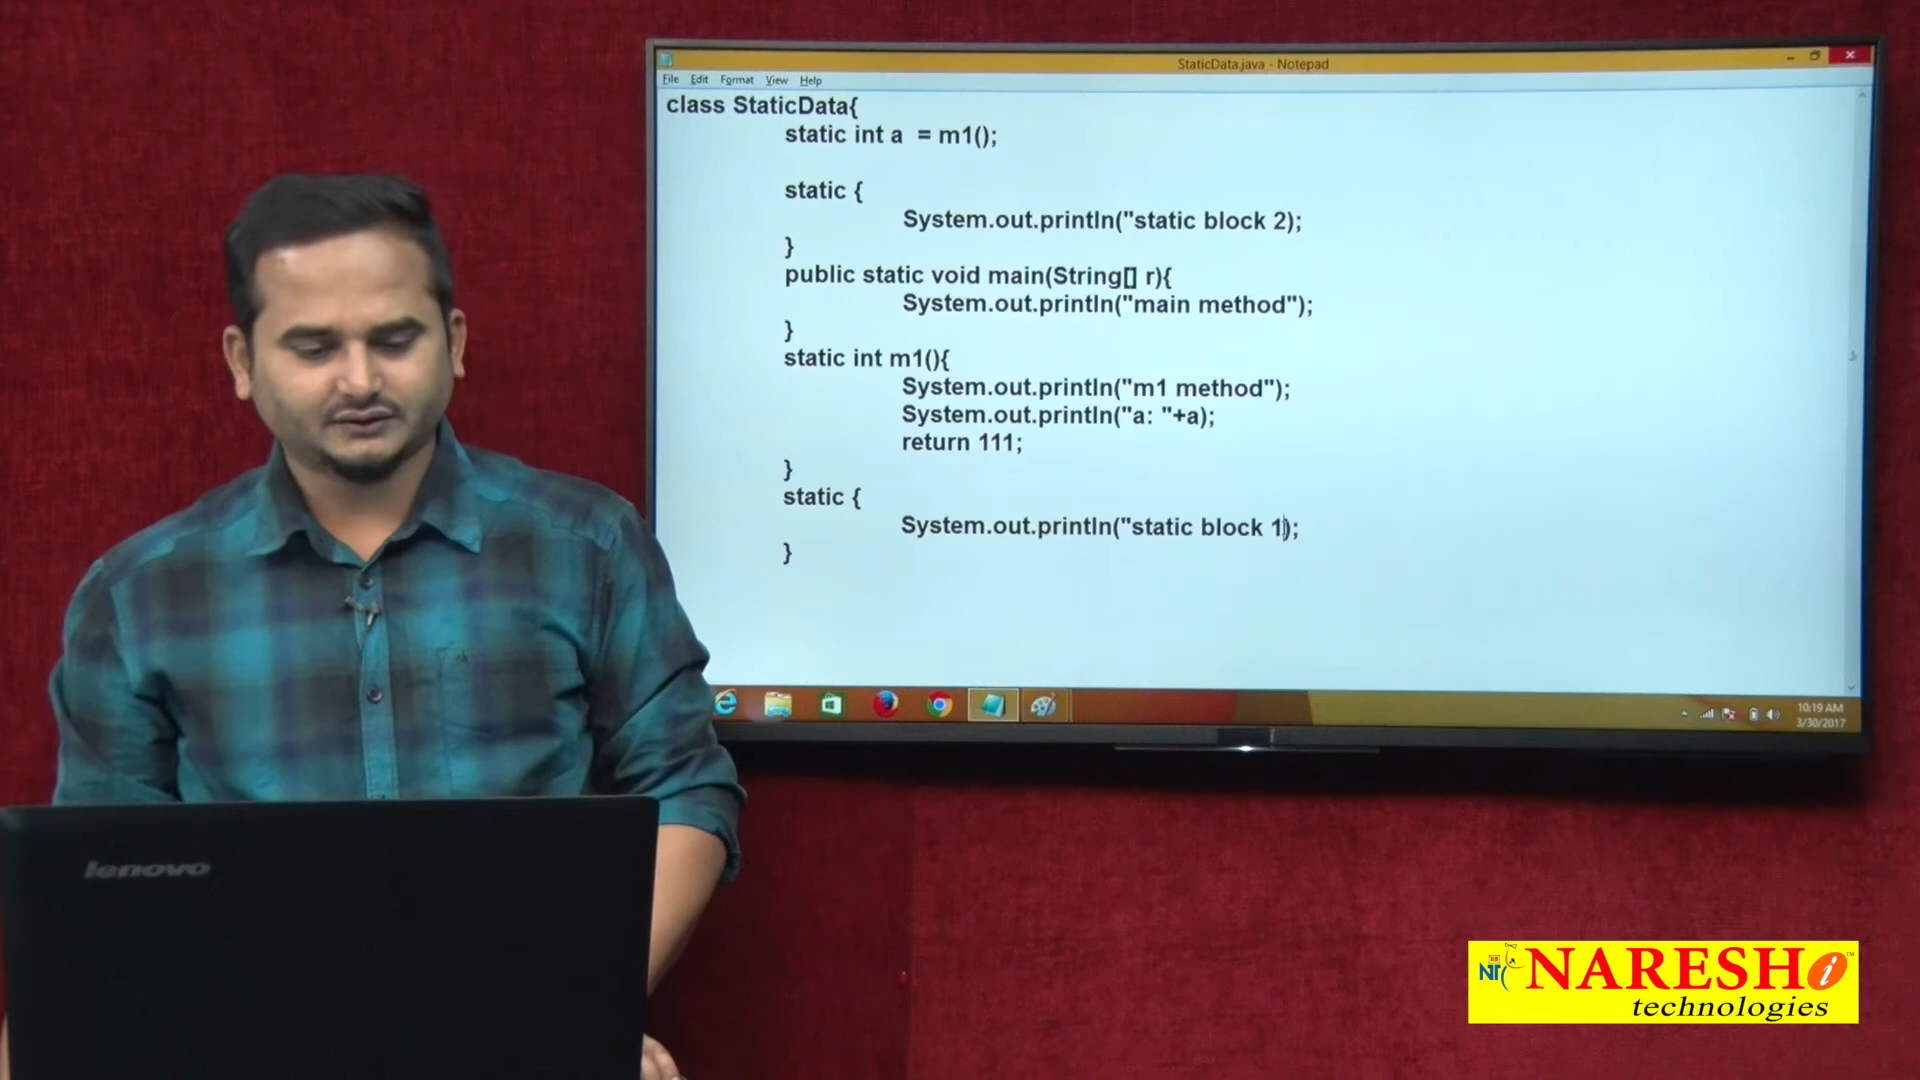 StaticData.java - Notepad
File Edit Format View Help
class StaticData{
static int a = m1();
static {
System.out.println("static block 2);
}
public static void main(String[] r){
System.out.println("main method");
}
static int m1(){
System.out.println("m1 method");
System.out.println("a: "+a);
return 111;
}
static {
System.out.println("static block 1);
}
10:19 AM
3/30/2017
lenovo
NARESH i
technologies